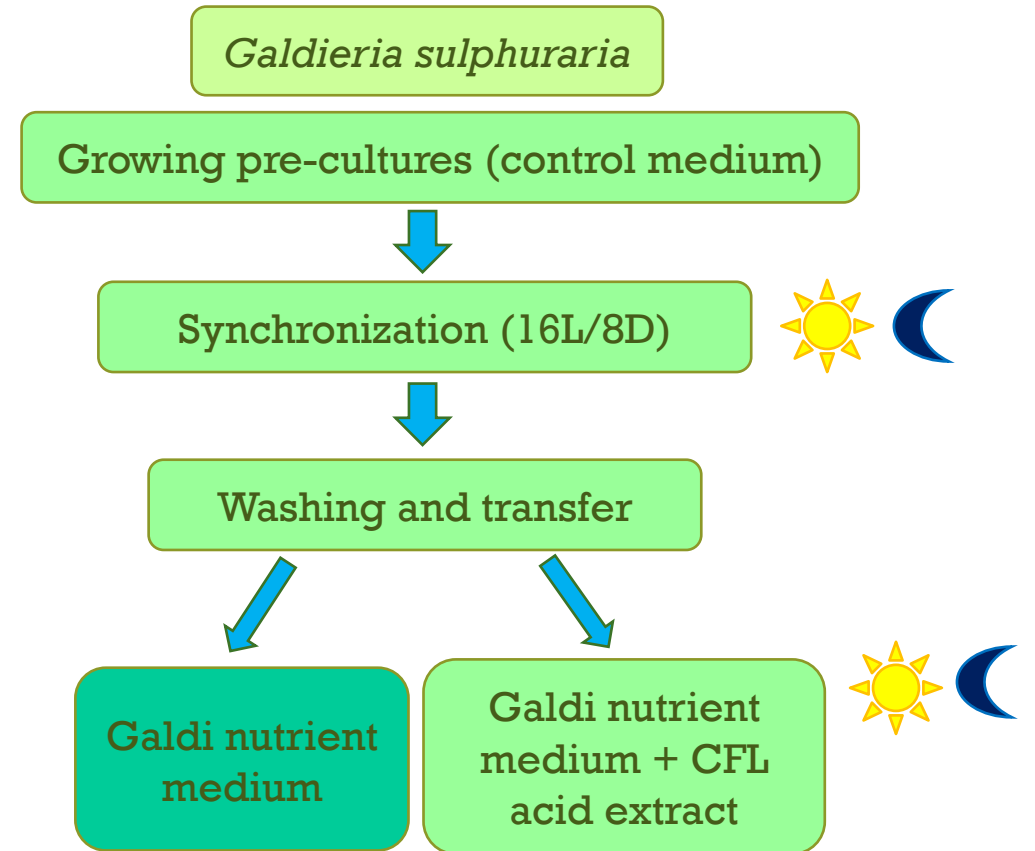 Galdieria sulphuraria
Growing pre-cultures (control medium)
Synchronization (16L/8D)
Washing and transfer
Galdi nutrient
medium
Galdi nutrient
medium + CFL
acid extract